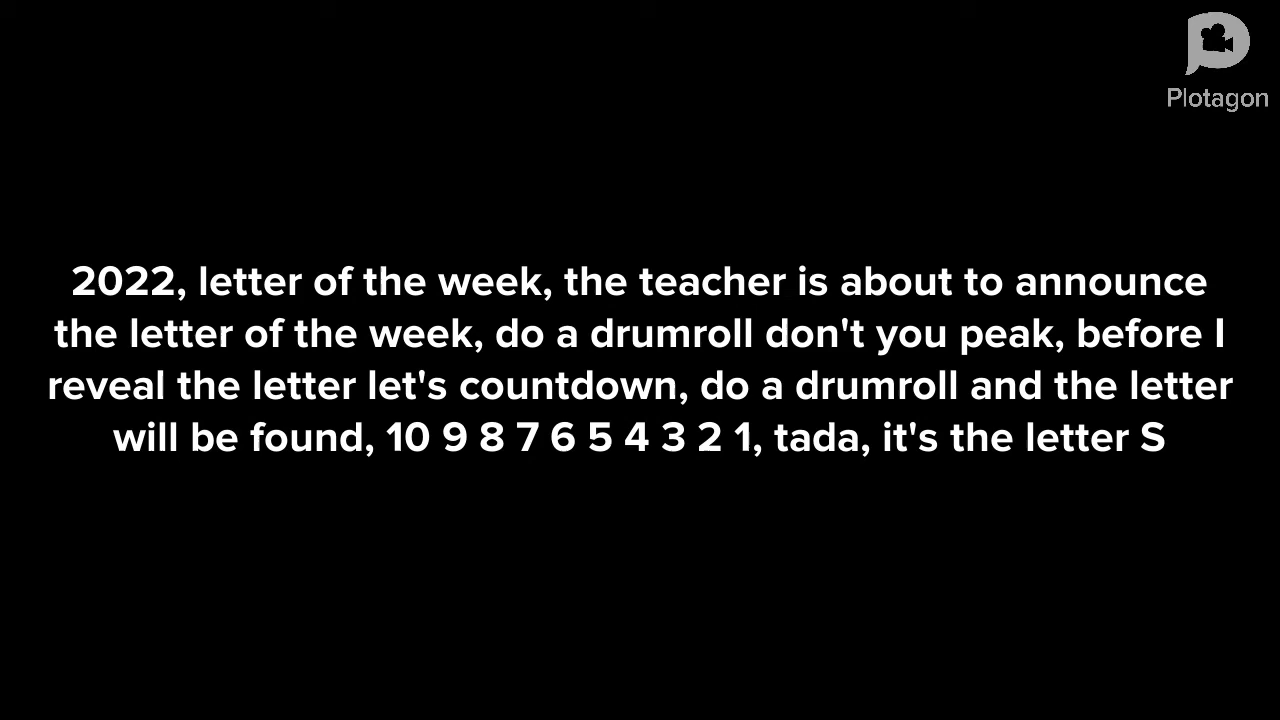 Plotagon
2022, letter of the week, the teacher is about to announce
the letter of the week, do a drumroll don't you peak, before I
reveal the letter let's countdown, do a drumroll and the letter
will be found, 10 9 8 7 6 5 4 3 2 1, tada, it's the letter S